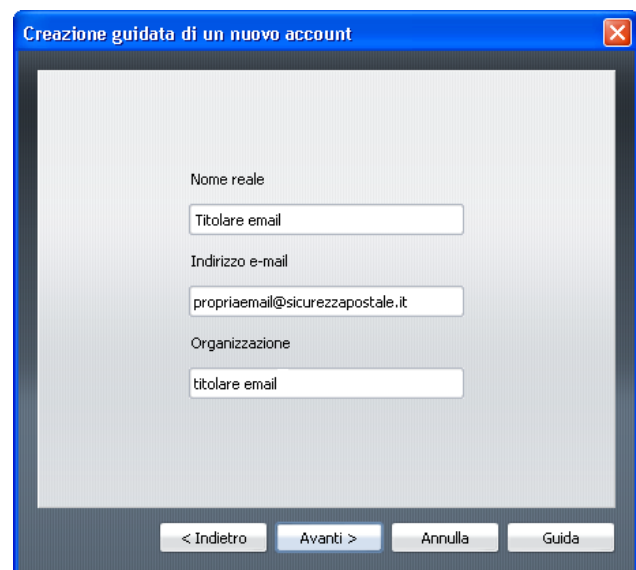 Creazione guidata di un nuovo account
Nome reale
Titolare email
Indirizzo e-mail
propriaemail@sicurezzapostale.it
Organizzazione
titolare email
< Indietro Avanti > Annulla Guida